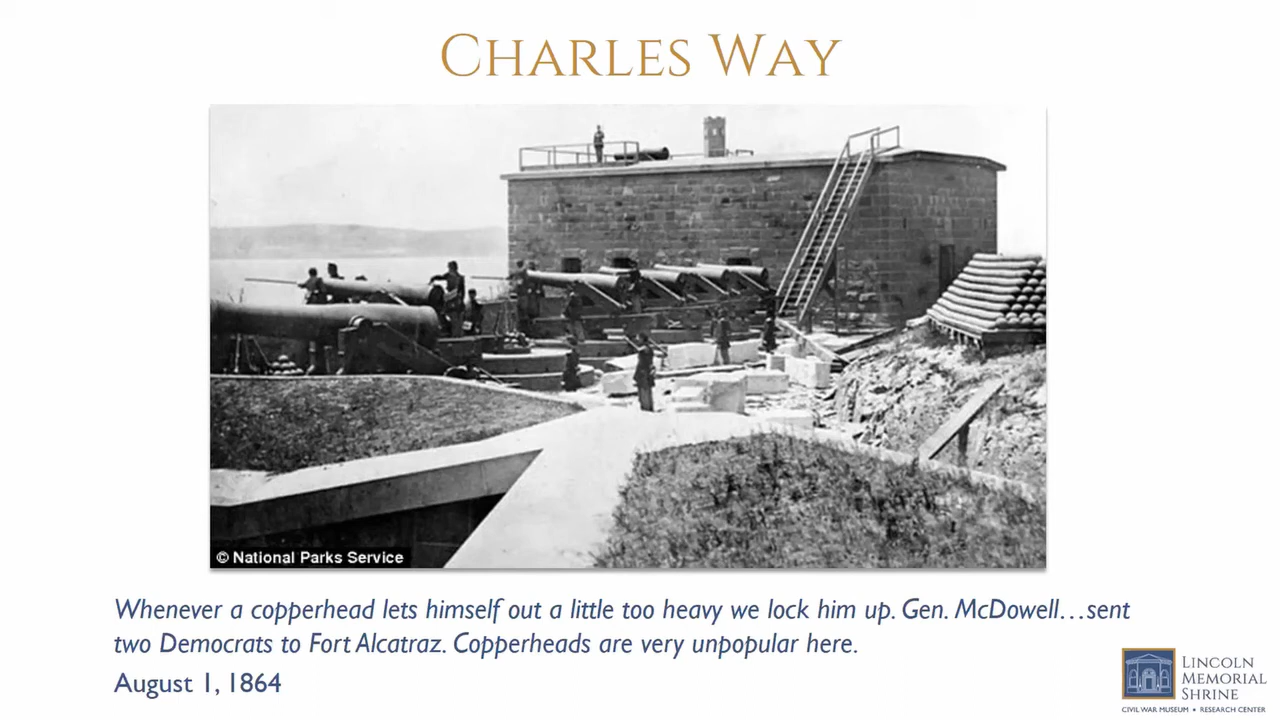 Charles Way
© National Parks Service
Whenever a copperhead lets himself out a little too heavy we lock him up. Gen. McDowell…sent
two Democrats to Fort Alcatraz. Copperheads are very unpopular here.
August 1, 1864
Lincoln
Memorial
Shrine
CIVIL WAR MUSEUM • RESEARCH CENTER